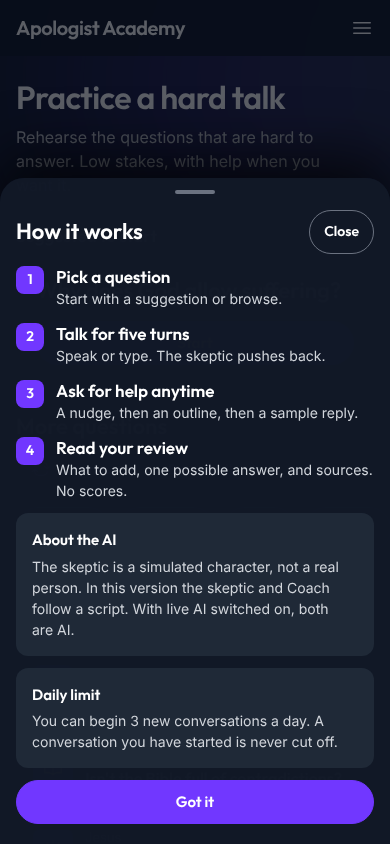 Apologist Academy
Practice a hard talk
Rehearse the questions that are hard to
answer. Low stakes, with help when you
How it works
Close
1
Pick a question
Start with a suggestion or browse.
2
Talk for five turns
Speak or type. The skeptic pushes back.
3
Ask for help anytime
A nudge, then an outline, then a sample reply.
4
Read your review
What to add, one possible answer, and sources.
No scores.
About the AI
The skeptic is a simulated character, not a real
person. In this version the skeptic and Coach
follow a script. With live AI switched on, both
are AI.
Daily limit
You can begin 3 new conversations a day. A
conversation you have started is never cut off.
Got it